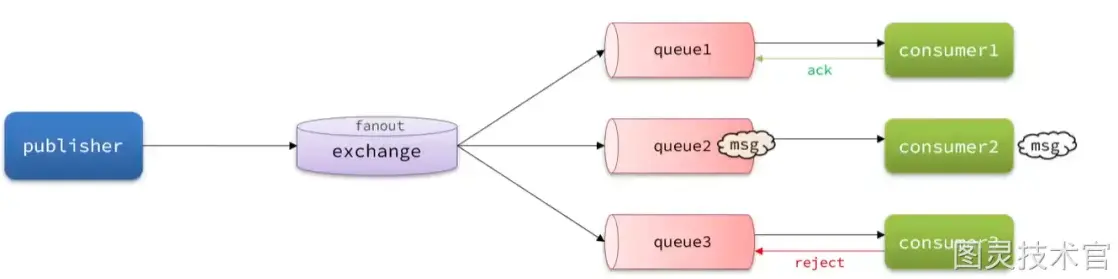 publisher
fanout
exchange
queue1
ack
consumer1
queue2
msg
consumer2
msg
queue3
reject
consumer3
图灵技术官